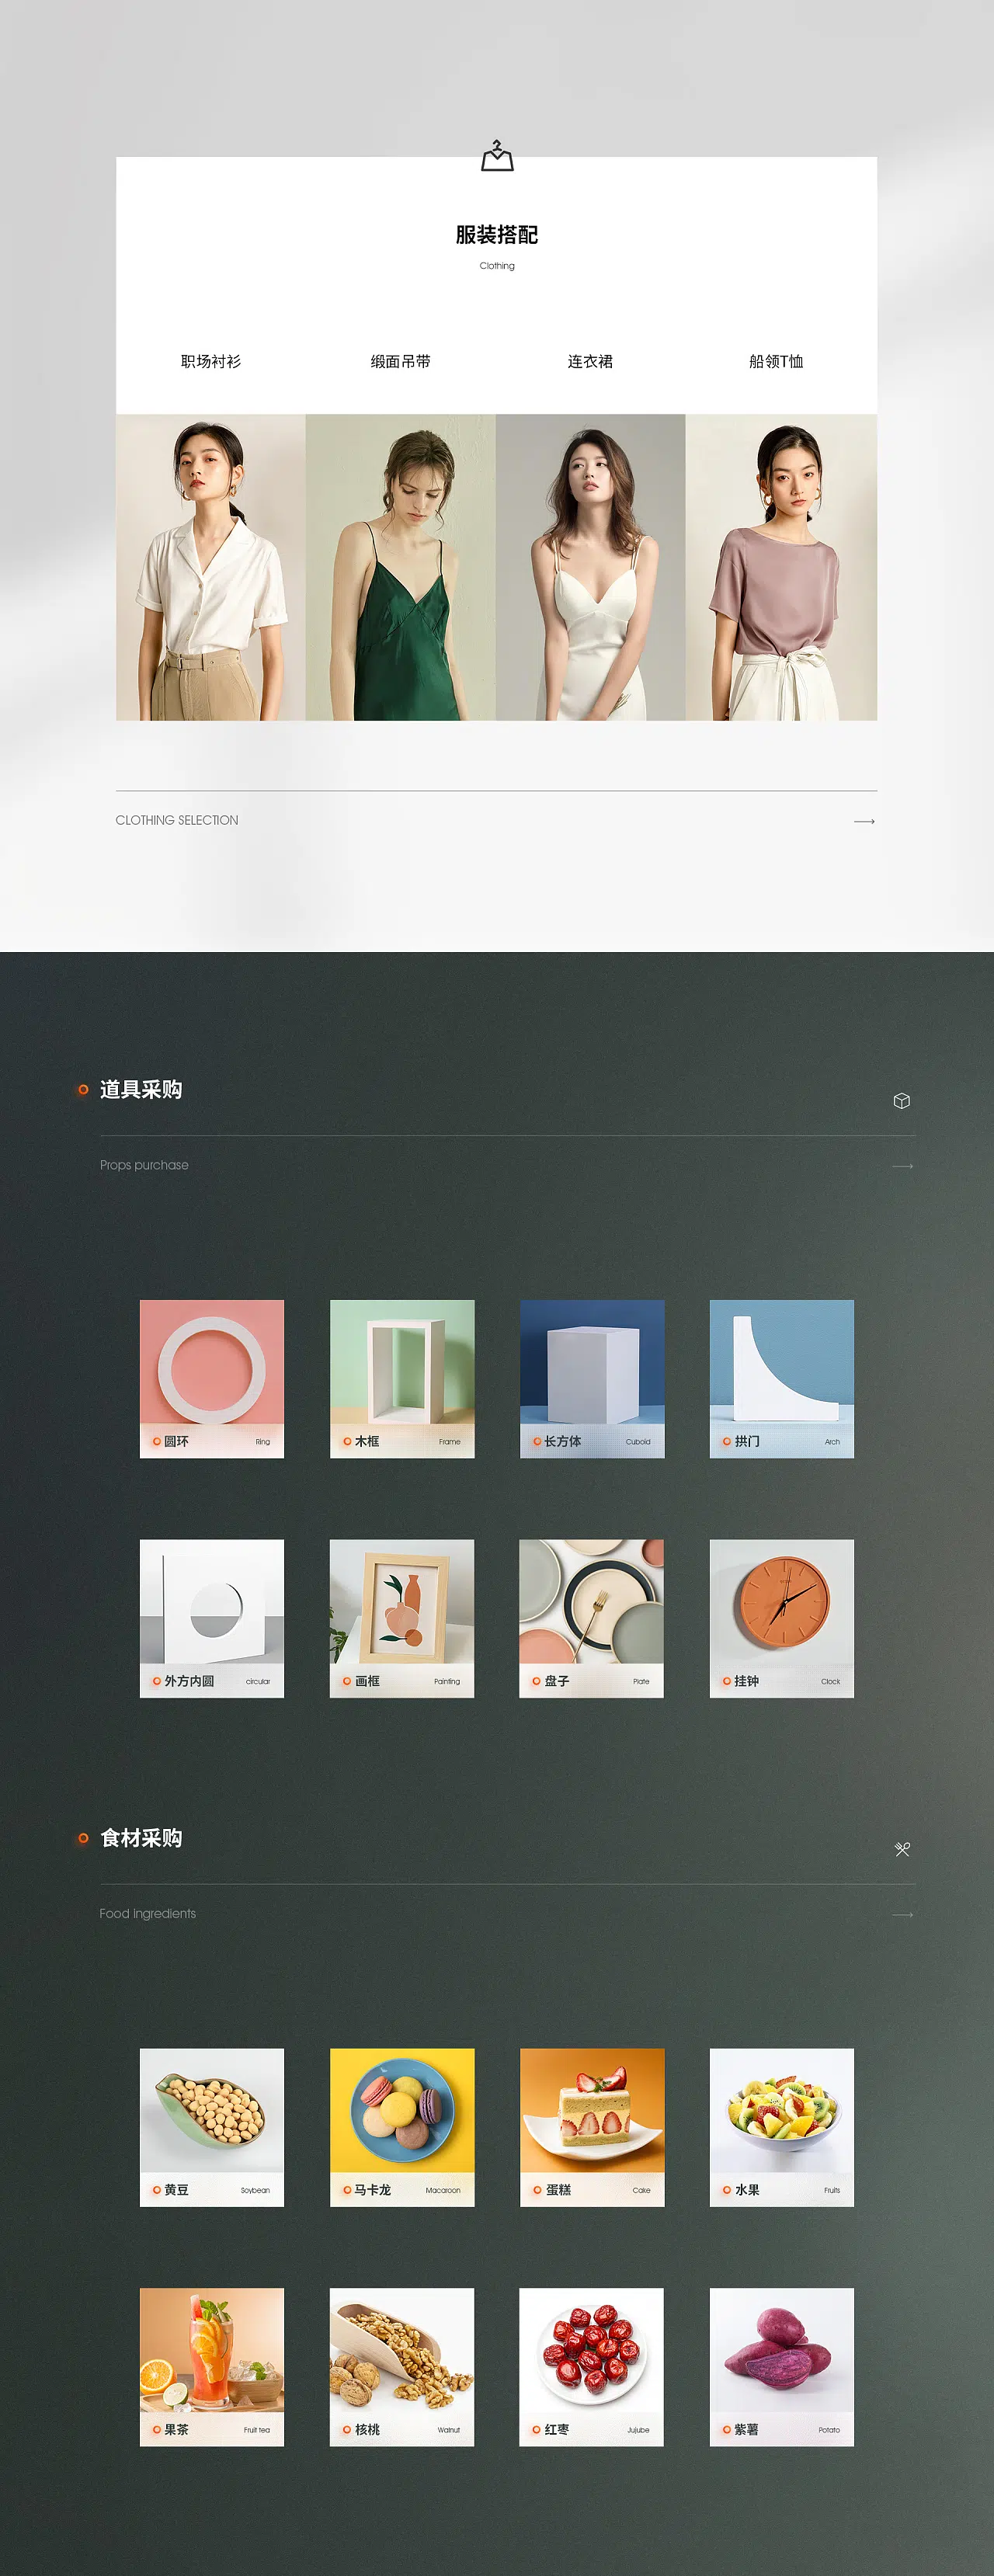 服装搭配
Clothing
职场衬衫 缎面吊带 连衣裙 船领T恤
CLOTHING SELECTION
道具采购
Props purchase
圆环 Ring 木框 Frame 长方体 Cuboid 拱门 Arch
外方内圆 circular 画框 Painting 盘子 Plate 挂钟 Clock
食材采购
Food ingredients
黄豆 Soybean 马卡龙 Macaroon 蛋糕 Cake 水果 Fruits
果茶 Fruit tea 核桃 Walnut 红枣 Jujube 紫薯 Potato